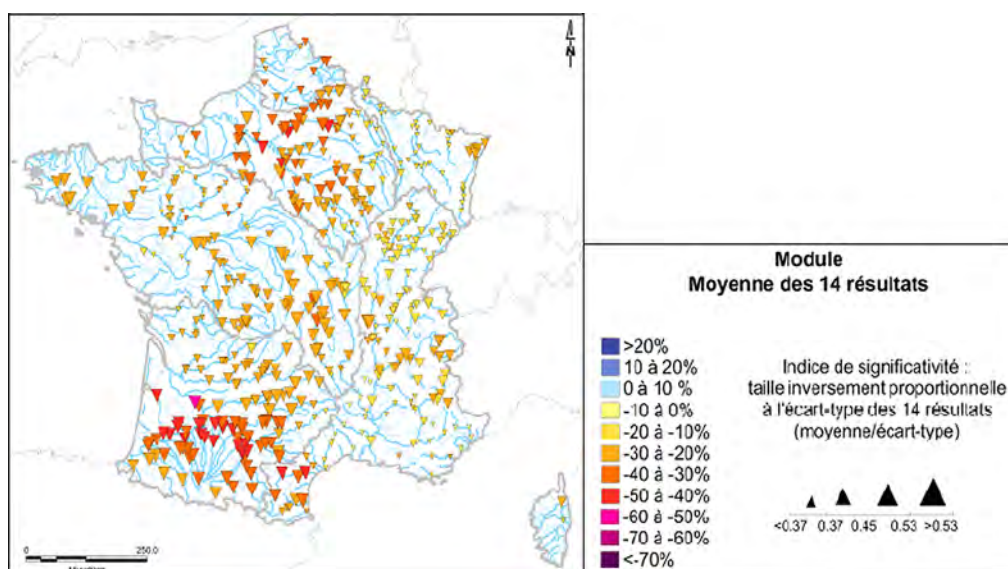 N
0
250.0
Module
Moyenne des 14 résultats
>20%
10 à 20%
0 à 10 %
-10 à 0%
-20 à -10%
-30 à -20%
-40 à -30%
-50 à -40%
-60 à -50%
-70 à -60%
<-70%
Indice de significativité :
taille inversement proportionnelle
à l'écart-type des 14 résultats
(moyenne/écart-type)
<0.37 0.37 0.45 0.53 >0.53